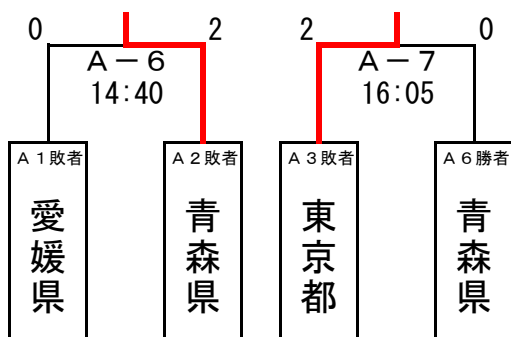 0 2 2 0
A-6 A-7
14:40 16:05
A1敗者 A2敗者 A3敗者 A6勝者
愛媛県 青森県 東京都 青森県